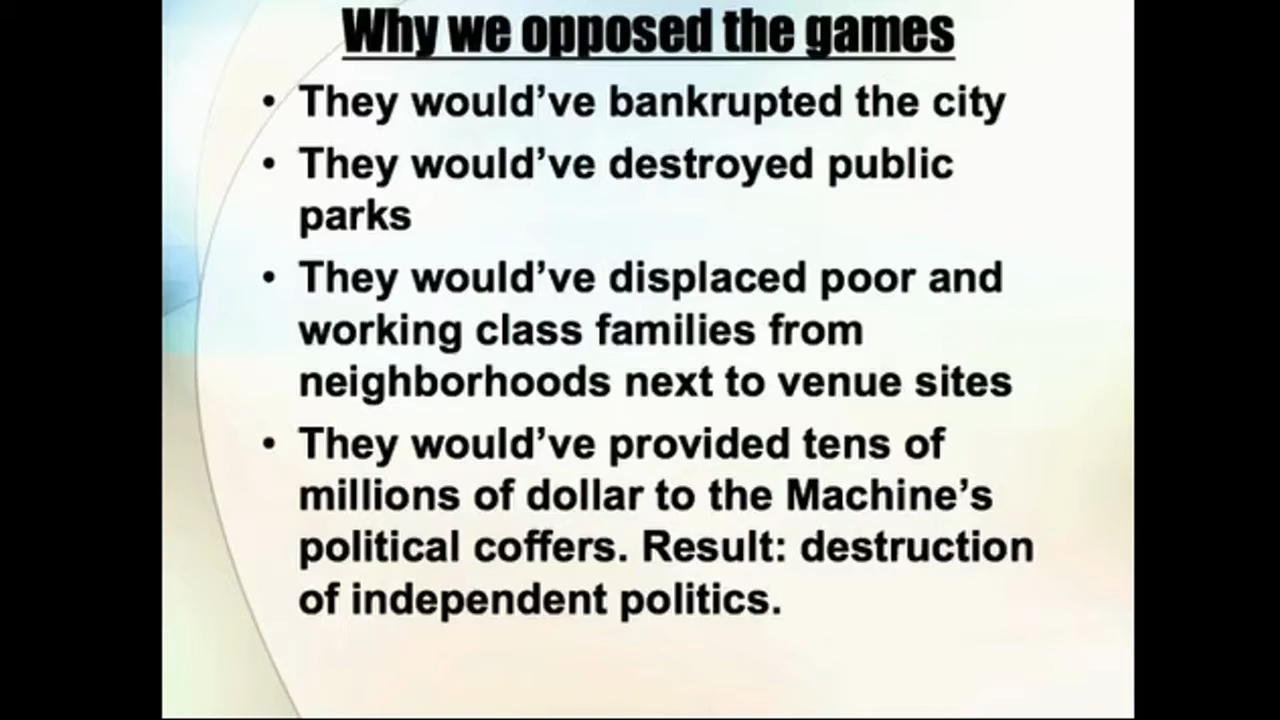 Why we opposed the games
• They would’ve bankrupted the city
• They would’ve destroyed public
parks
• They would’ve displaced poor and
working class families from
neighborhoods next to venue sites
• They would’ve provided tens of
millions of dollar to the Machine’s
political coffers. Result: destruction
of independent politics.